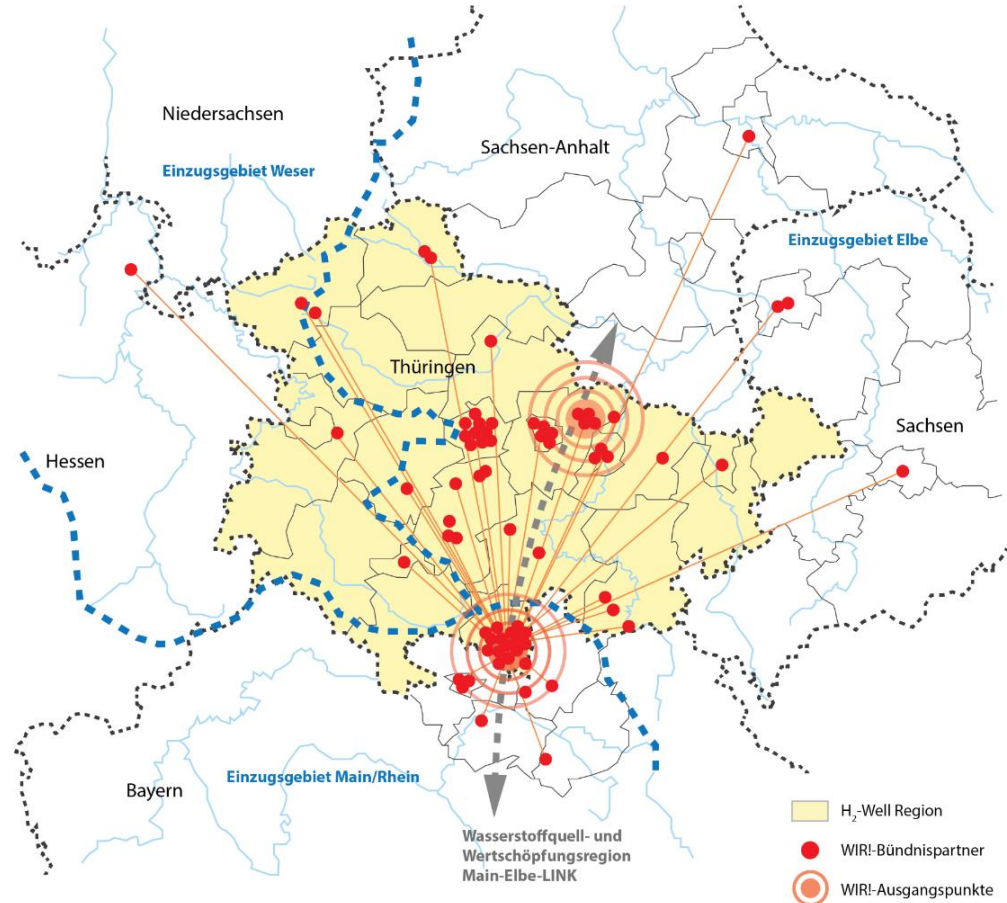 Niedersachsen
Sachsen-Anhalt
Einzugsgebiet Weser
Einzugsgebiet Elbe
Thüringen
Sachsen
Hessen
Einzugsgebiet Main/Rhein
Bayern
Wasserstoffquell- und
Wertschöpfungsregion
Main-Elbe-LINK
H₂-Well Region
WIR!-Bündnispartner
WIR!-Ausgangspunkte